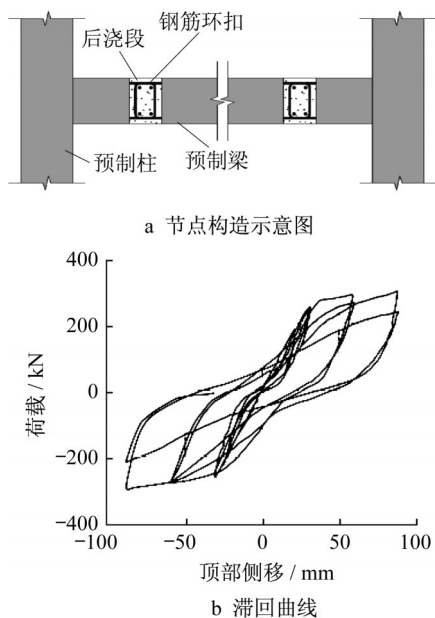 钢筋环扣
后浇段
预制柱
预制梁
a 节点构造示意图
400
200
0
−200
−400
荷载 / kN
−100 −50 0 50 100
顶部侧移 / mm
b 滞回曲线